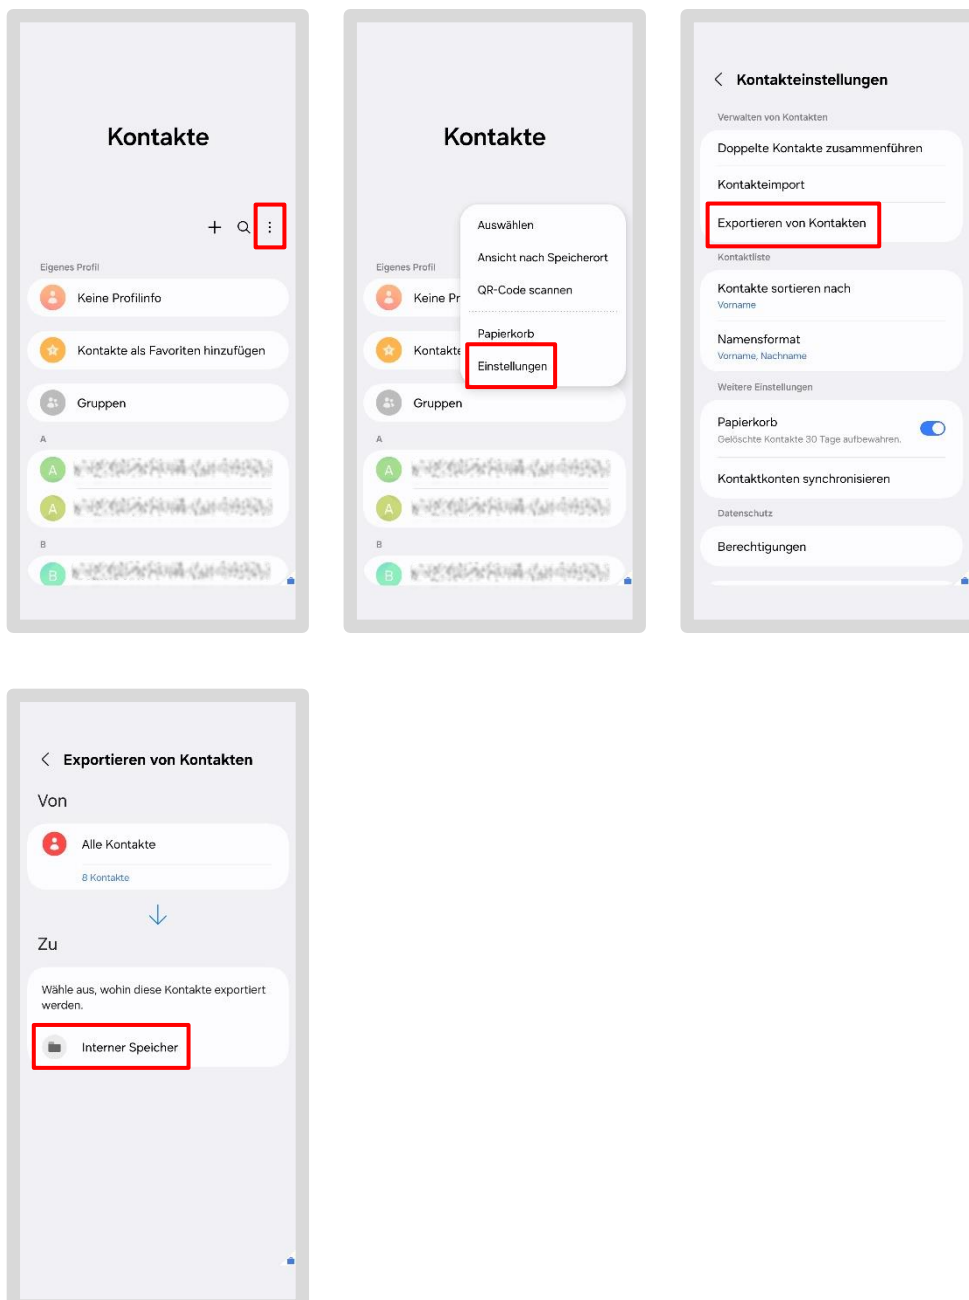 Kontakte
Eigenes Profil
Keine Profilinfo
Kontakte als Favoriten hinzufügen
Gruppen
A
A
A
B
B
Kontakte
Auswählen
Ansicht nach Speicherort
QR-Code scannen
Papierkorb
Einstellungen
Eigenes Profil
Keine Pr
Kontakte
Gruppen
A
A
A
B
B
Kontakteinstellungen
Verwalten von Kontakten
Doppelte Kontakte zusammenführen
Kontakteimport
Exportieren von Kontakten
Kontaktliste
Kontakte sortieren nach
Vorname
Namensformat
Vorname, Nachname
Weitere Einstellungen
Papierkorb
Gelöschte Kontakte 30 Tage aufbewahren.
Kontaktkonten synchronisieren
Datenschutz
Berechtigungen
Exportieren von Kontakten
Von
Alle Kontakte
8 Kontakte
Zu
Wähle aus, wohin diese Kontakte exportiert
werden.
Interner Speicher